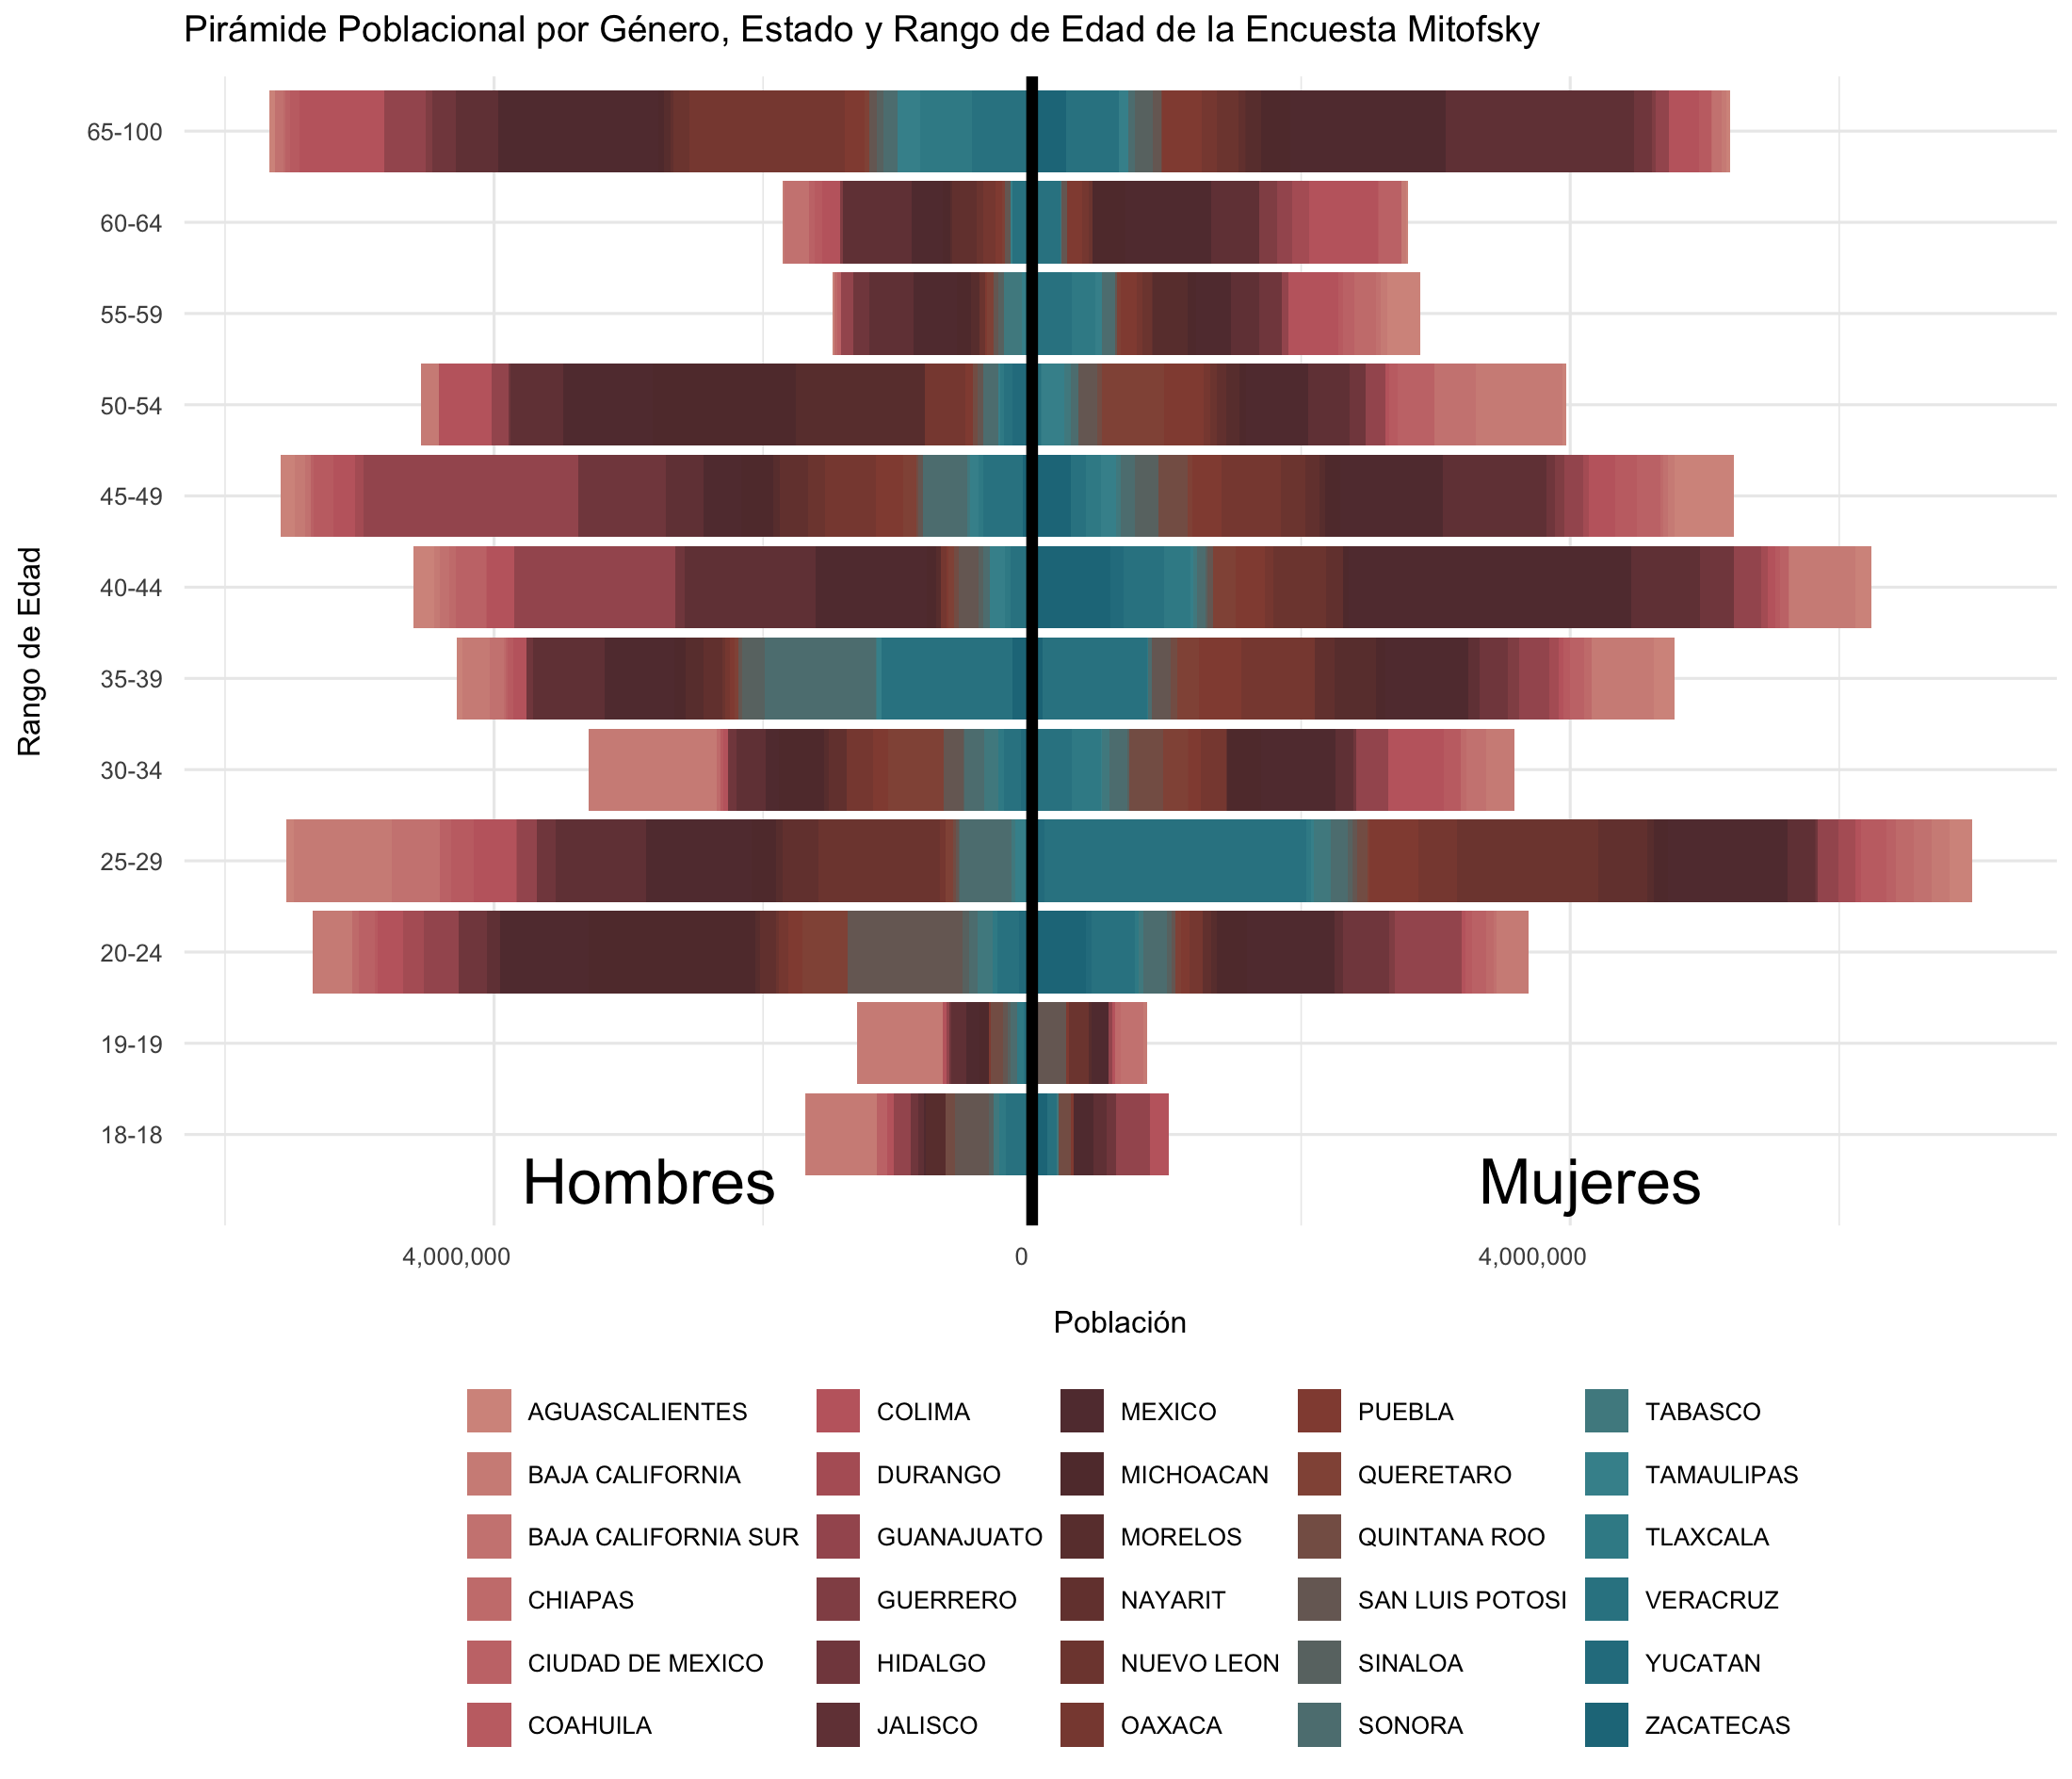 Pirámide Poblacional por Género, Estado y Rango de Edad de la Encuesta Mitofsky
Rango de Edad
65-100
60-64
55-59
50-54
45-49
40-44
35-39
30-34
25-29
20-24
19-19
18-18
Hombres
Mujeres
4,000,000
0
4,000,000
Población
AGUASCALIENTES
BAJA CALIFORNIA
BAJA CALIFORNIA SUR
CHIAPAS
CIUDAD DE MEXICO
COAHUILA
COLIMA
DURANGO
GUANAJUATO
GUERRERO
HIDALGO
JALISCO
MEXICO
MICHOACAN
MORELOS
NAYARIT
NUEVO LEON
OAXACA
PUEBLA
QUERETARO
QUINTANA ROO
SAN LUIS POTOSI
SINALOA
SONORA
TABASCO
TAMAULIPAS
TLAXCALA
VERACRUZ
YUCATAN
ZACATECAS